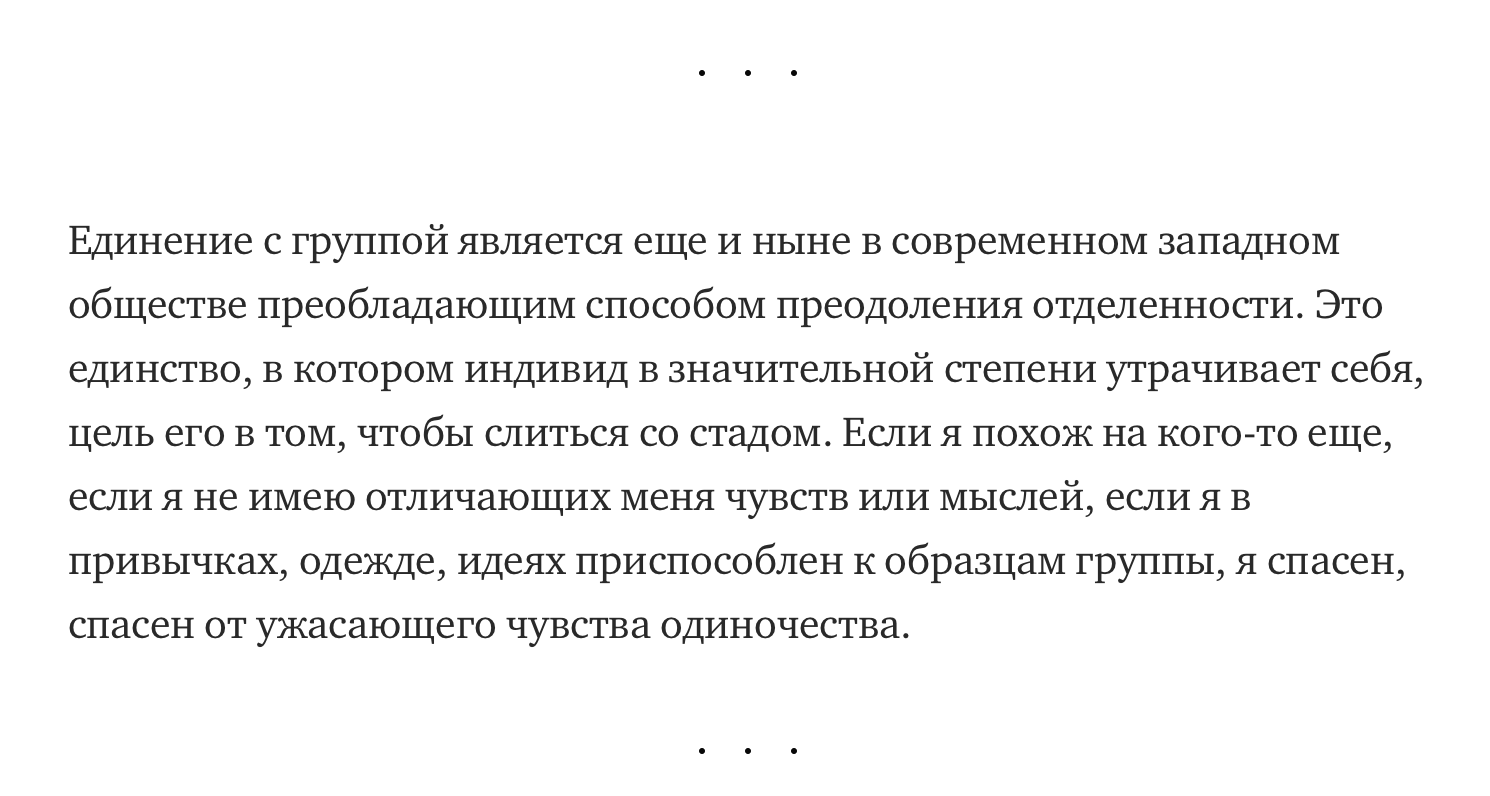 . . .
Единение с группой является еще и ныне в современном западном
обществе преобладающим способом преодоления отделенности. Это
единство, в котором индивид в значительной степени утрачивает себя,
цель его в том, чтобы слиться со стадом. Если я похож на кого-то еще,
если я не имею отличающих меня чувств или мыслей, если я в
привычках, одежде, идеях приспособлен к образцам группы, я спасен,
спасен от ужасающего чувства одиночества.
. . .